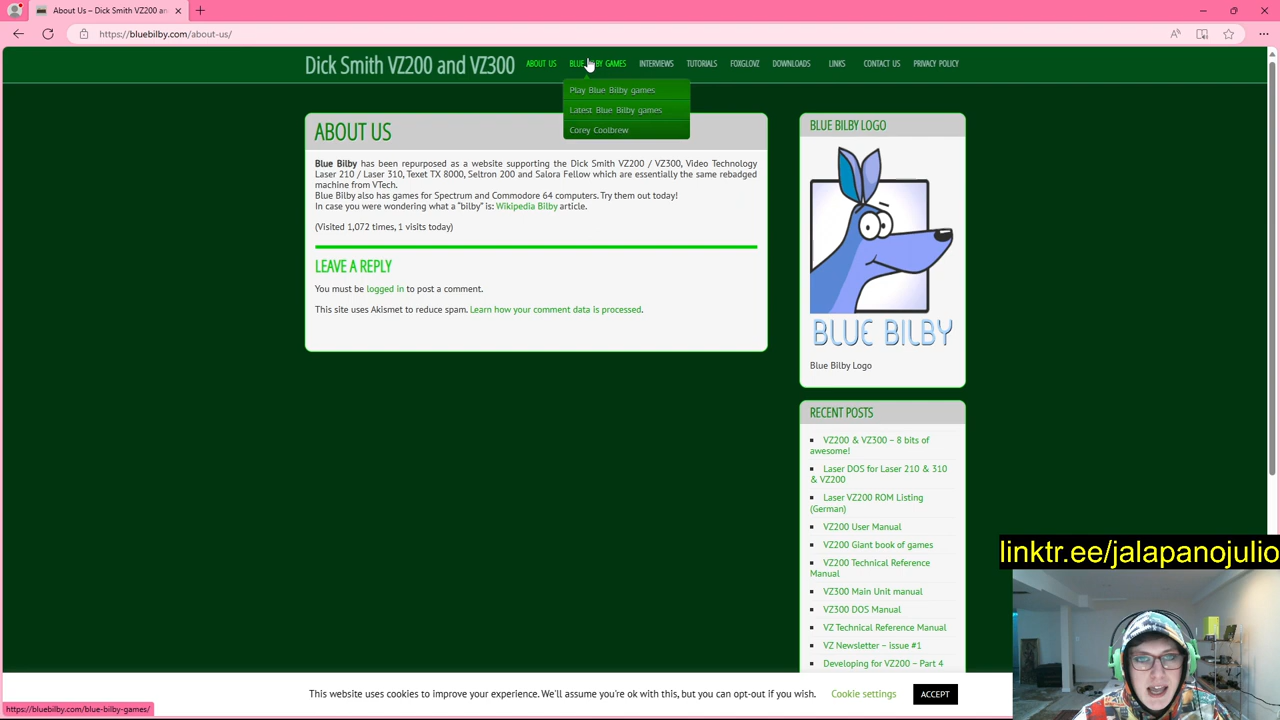 About Us – Dick Smith VZ200 an
https://bluebilby.com/about-us/
Dick Smith VZ200 and VZ300
ABOUT US
BLUE BILBY GAMES
INTERVIEWS
TUTORIALS
FOXGLOVZ
DOWNLOADS
LINKS
CONTACT US
PRIVACY POLICY
Play Blue Bilby games
Latest Blue Bilby games
Corey Coolbrew
ABOUT US
Blue Bilby has been repurposed as a website supporting the Dick Smith VZ200 / VZ300, Video Technology
Laser 210 / Laser 310, Texet TX 8000, Seltron 200 and Salora Fellow which are essentially the same rebadged
machine from VTech.
Blue Bilby also has games for Spectrum and Commodore 64 computers. Try them out today!
In case you were wondering what a “bilby” is: Wikipedia Bilby article.
(Visited 1,072 times, 1 visits today)
LEAVE A REPLY
You must be logged in to post a comment.
This site uses Akismet to reduce spam. Learn how your comment data is processed.
BLUE BILBY LOGO
BLUE BILBY
Blue Bilby Logo
RECENT POSTS
VZ200 & VZ300 – 8 bits of
awesome!
Laser DOS for Laser 210 & 310
& VZ200
Laser VZ200 ROM Listing
(German)
VZ200 User Manual
VZ200 Giant book of games
VZ200 Technical Reference
Manual
VZ300 Main Unit manual
VZ300 DOS Manual
VZ Technical Reference Manual
VZ Newsletter – issue #1
Developing for VZ200 – Part 4
linktr.ee/jalapanojulio
This website uses cookies to improve your experience. We'll assume you're ok with this, but you can opt-out if you wish.
Cookie settings
ACCEPT
https://bluebilby.com/blue-bilby-games/